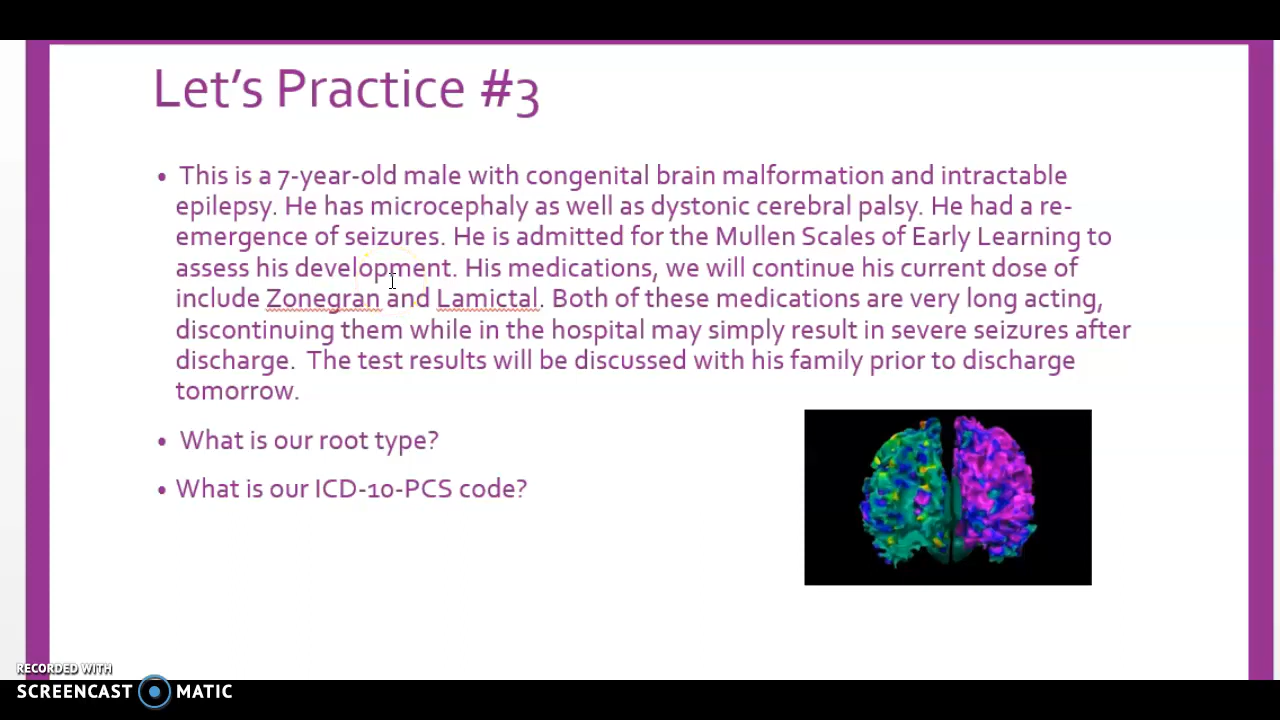 Let's Practice #3
• This is a 7-year-old male with congenital brain malformation and intractable
epilepsy. He has microcephaly as well as dystonic cerebral palsy. He had a re-
emergence of seizures. He is admitted for the Mullen Scales of Early Learning to
assess his development. His medications, we will continue his current dose of
include Zonegran and Lamictal. Both of these medications are very long acting,
discontinuing them while in the hospital may simply result in severe seizures after
discharge.  The test results will be discussed with his family prior to discharge
tomorrow.
• What is our root type?
• What is our ICD-10-PCS code?
RECORDED WITH
SCREENCAST MATIC